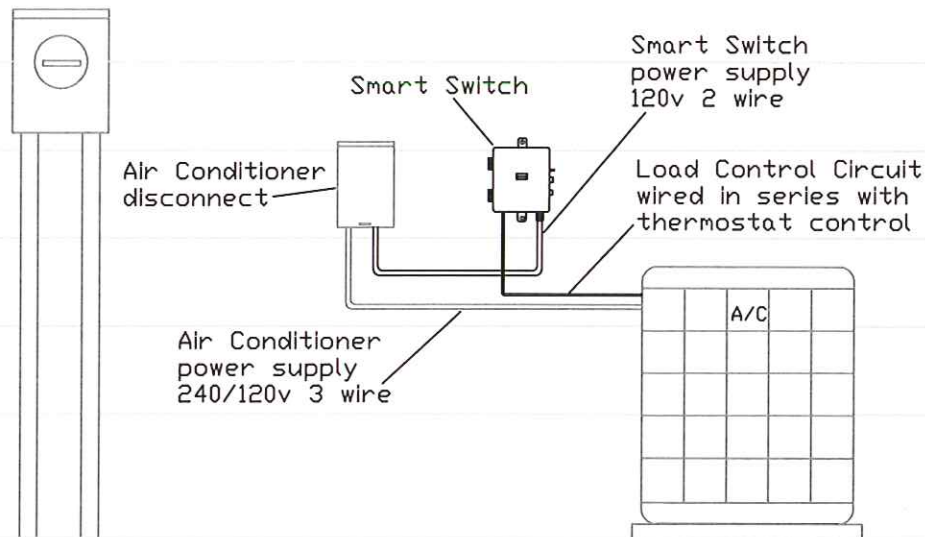 Smart Switch
power supply
120v 2 wire
Smart Switch
Air Conditioner
disconnect
Load Control Circuit
wired in series with
thermostat control
A/C
Air Conditioner
power supply
240/120v 3 wire